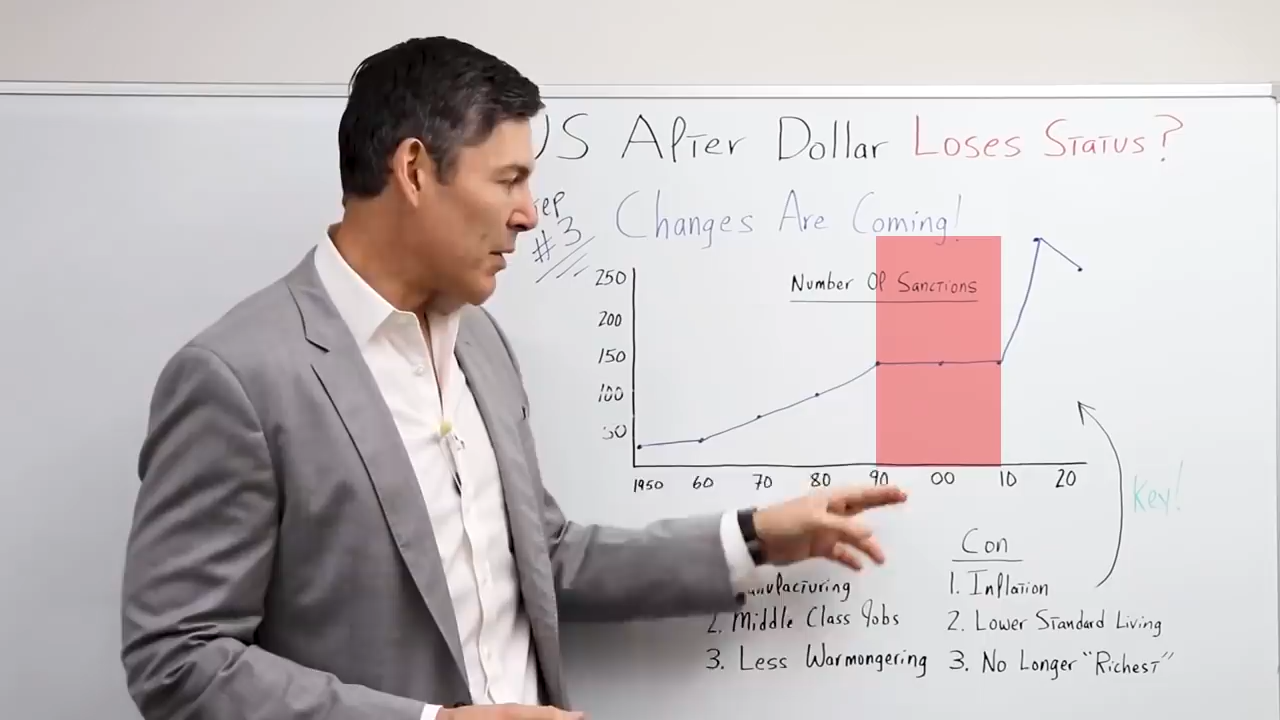 US After Dollar Loses Status?
#3 Changes Are Coming!
Number Of Sanctions
250
200
150
100
50
1950 60 70 80 90 00 10 20
Key!
Con
1. Inflation
2. Middle Class Jobs
2. Lower Standard Living
3. Less Warmongering
3. No Longer "Richest"